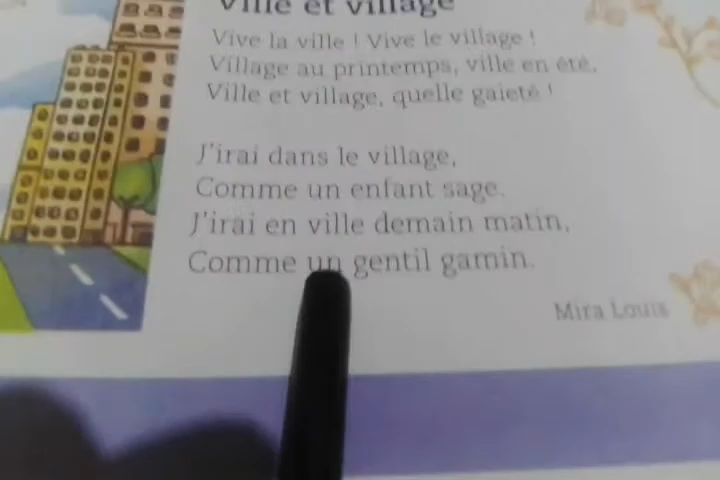 Ville et village
Vive la ville ! Vive le village !
Village au printemps, ville en été,
Ville et village, quelle gaieté !
J'irai dans le village,
Comme un enfant sage.
J'irai en ville demain matin,
Comme un gentil gamin.
Mira Louis